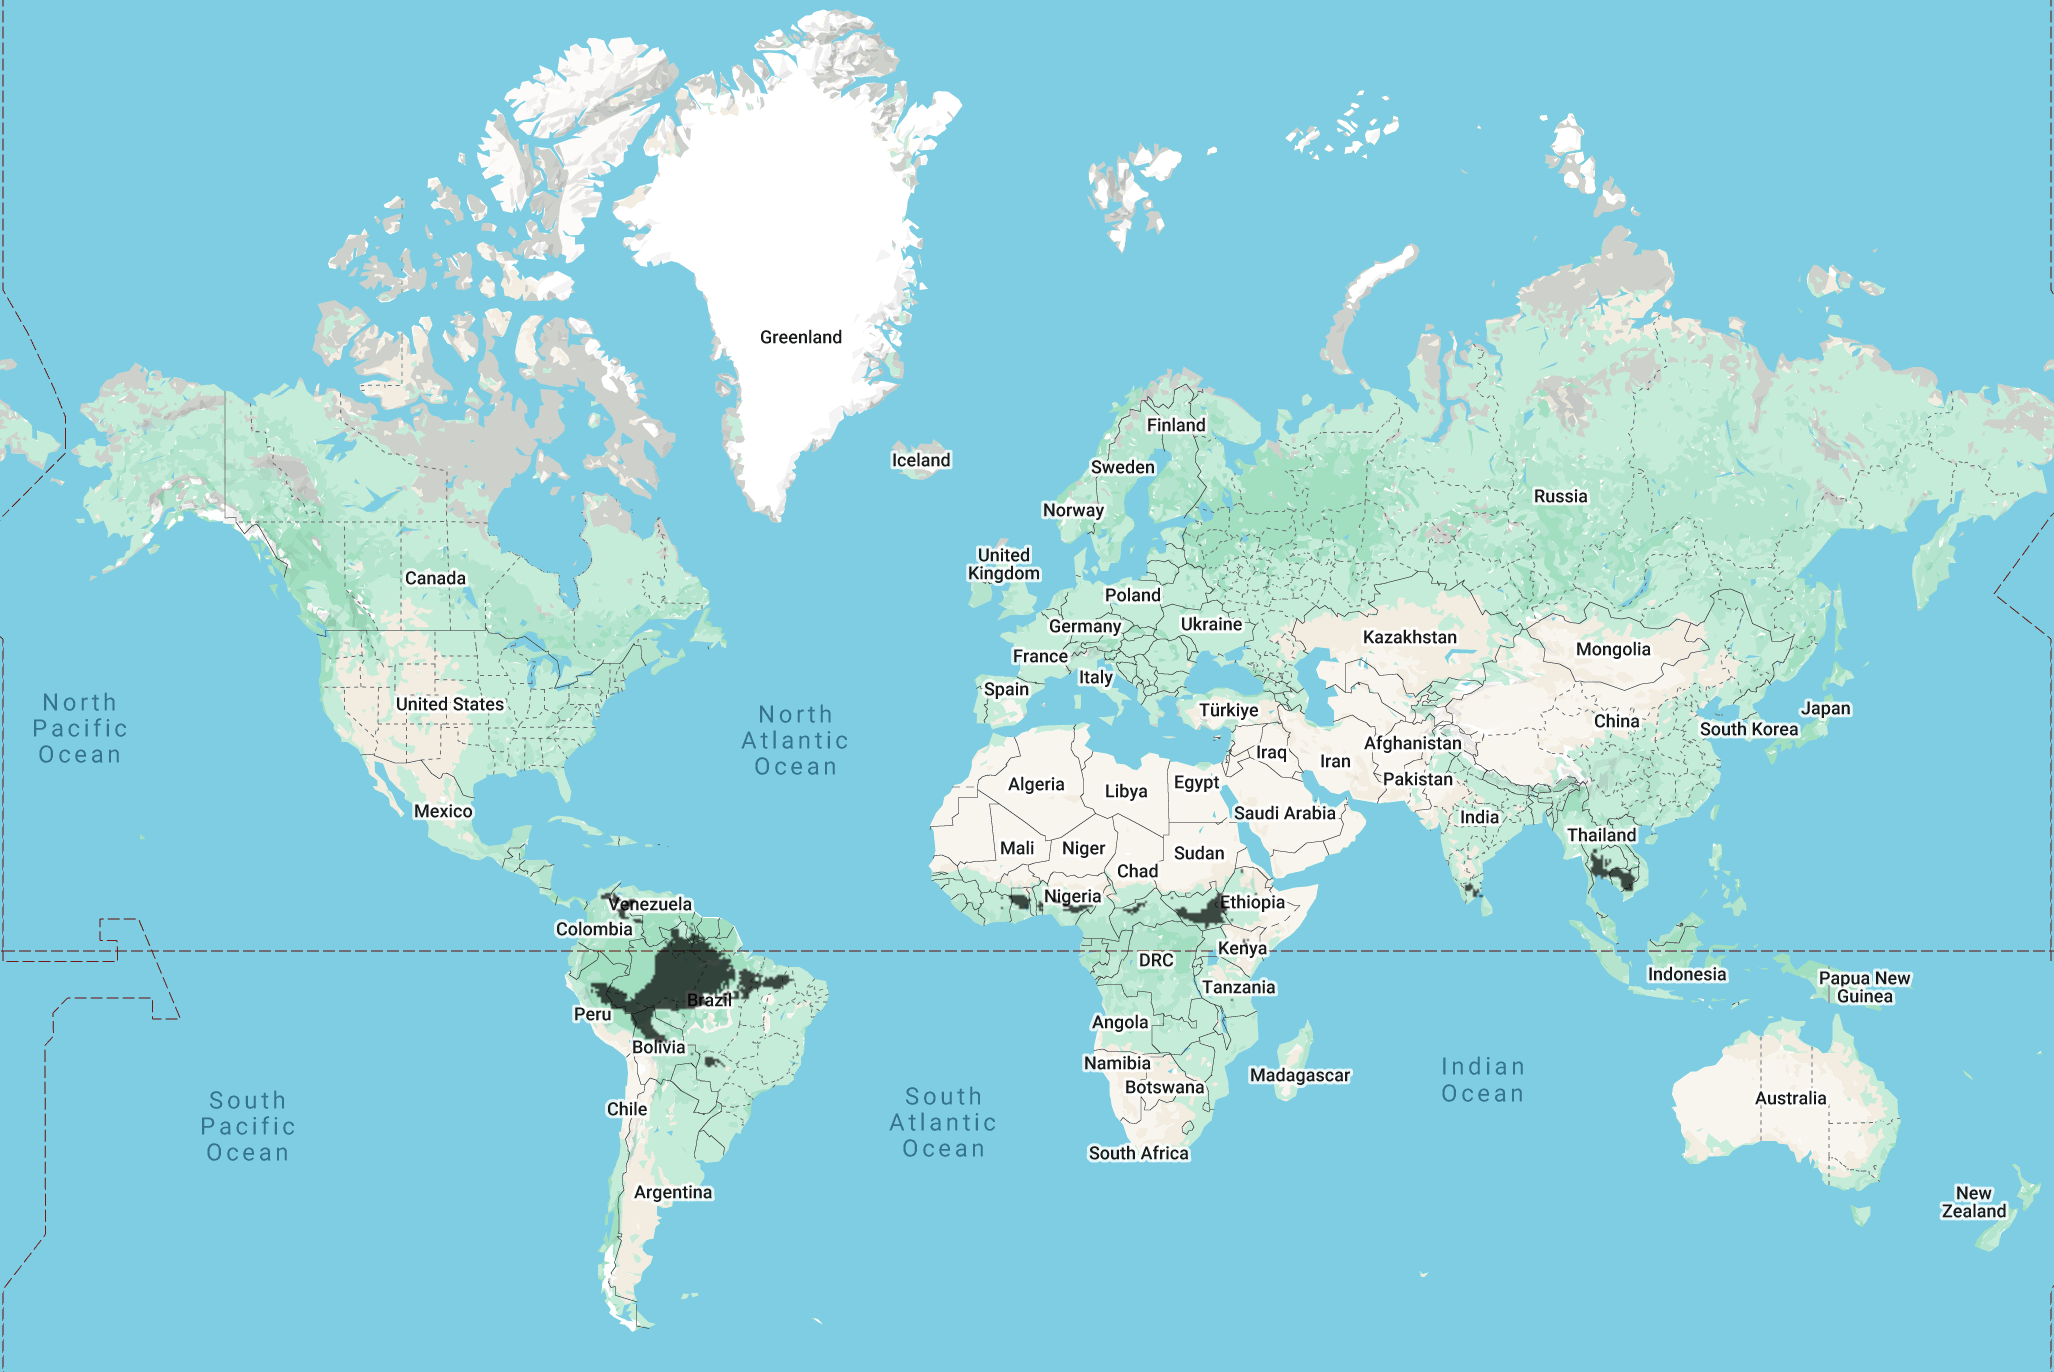 Greenland
Iceland
Finland
Sweden
Norway
Russia
United
Kingdom
Canada
Poland
Germany
Ukraine
Kazakhstan
Mongolia
France
Italy
Spain
United States
Türkiye
China
Japan
South Korea
North
Pacific
Ocean
North
Atlantic
Ocean
Iraq
Iran
Afghanistan
Pakistan
Algeria
Libya
Egypt
Saudi Arabia
India
Mexico
Thailand
Mali
Niger
Chad
Sudan
Nigeria
Ethiopia
Venezuela
Colombia
Kenya
DRC
Tanzania
Indonesia
Papua New
Guinea
Brazil
Peru
Angola
Bolivia
Namibia
Botswana
Madagascar
Indian
Ocean
Australia
Chile
South
Pacific
Ocean
South
Atlantic
Ocean
South Africa
Argentina
New
Zealand